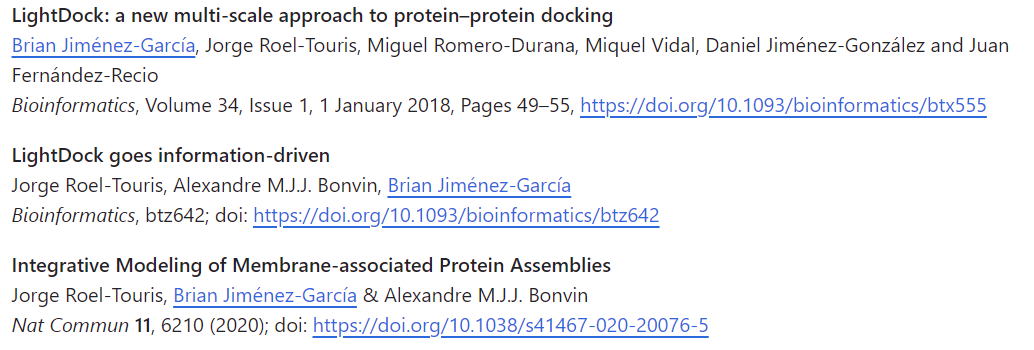 LightDock: a new multi-scale approach to protein–protein docking
Brian Jiménez-García, Jorge Roel-Touris, Miguel Romero-Durana, Miquel Vidal, Daniel Jiménez-González and Juan
Fernández-Recio
Bioinformatics, Volume 34, Issue 1, 1 January 2018, Pages 49–55, https://doi.org/10.1093/bioinformatics/btx555
LightDock goes information-driven
Jorge Roel-Touris, Alexandre M.J.J. Bonvin, Brian Jiménez-García
Bioinformatics, btz642; doi: https://doi.org/10.1093/bioinformatics/btz642
Integrative Modeling of Membrane-associated Protein Assemblies
Jorge Roel-Touris, Brian Jiménez-García & Alexandre M.J.J. Bonvin
Nat Commun 11, 6210 (2020); doi: https://doi.org/10.1038/s41467-020-20076-5